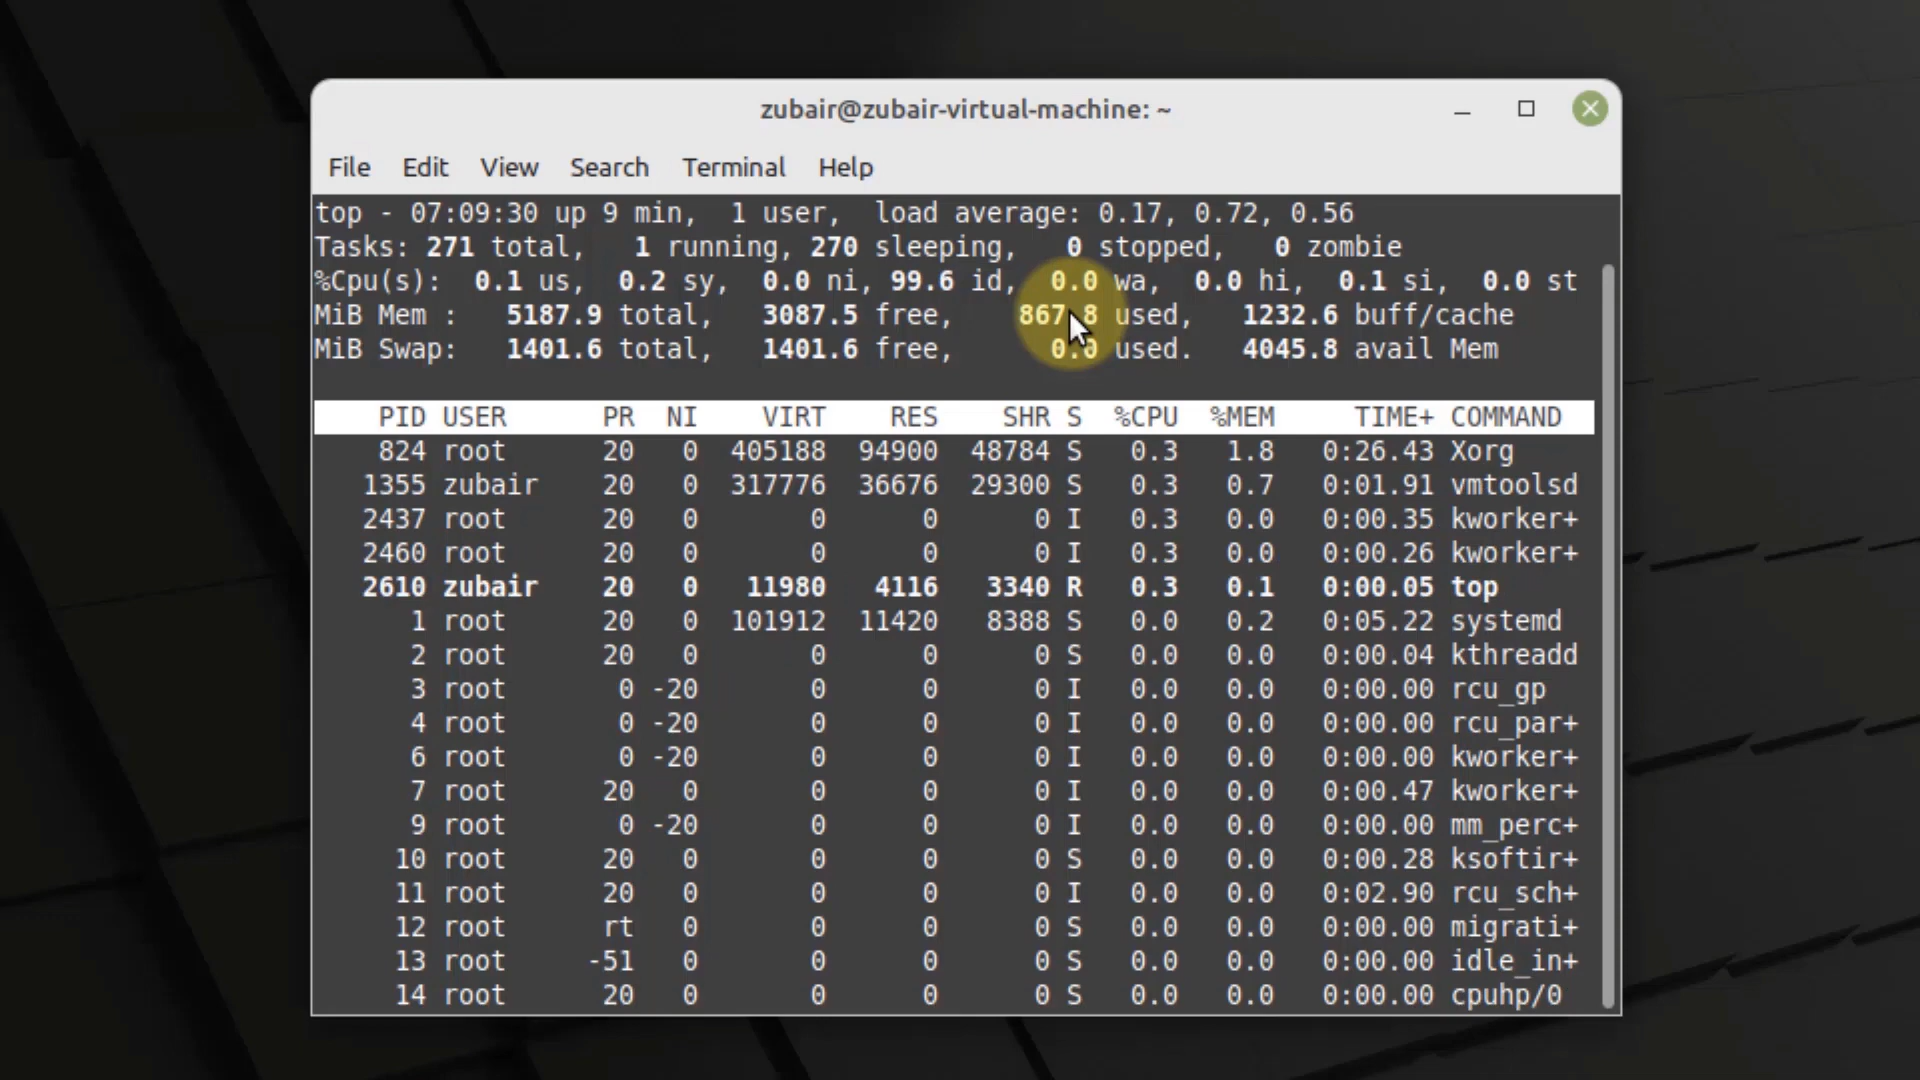 zubair@zubair-virtual-machine: ~
File Edit View Search Terminal Help
top - 07:09:30 up 9 min,  1 user,  load average: 0.17, 0.72, 0.56
Tasks: 271 total,   1 running, 270 sleeping,   0 stopped,   0 zombie
%Cpu(s):  0.1 us,  0.2 sy,  0.0 ni, 99.6 id,  0.0 wa,  0.0 hi,  0.1 si,  0.0 st
MiB Mem :   5187.9 total,   3087.5 free,    867.8 used,   1232.6 buff/cache
MiB Swap:   1401.6 total,   1401.6 free,      0.0 used.   4045.8 avail Mem
PID USER      PR  NI    VIRT    RES    SHR S  %CPU  %MEM     TIME+ COMMAND
824 root      20   0  405188  94900  48784 S   0.3   1.8   0:26.43 Xorg
1355 zubair    20   0  317776  36676  29300 S   0.3   0.7   0:01.91 vmtoolsd
2437 root      20   0       0      0      0 I   0.3   0.0   0:00.35 kworker+
2460 root      20   0       0      0      0 I   0.3   0.0   0:00.26 kworker+
2610 zubair    20   0   11980   4116   3340 R   0.3   0.1   0:00.05 top
1 root      20   0  101912  11420   8388 S   0.0   0.2   0:05.22 systemd
2 root      20   0       0      0      0 S   0.0   0.0   0:00.04 kthreadd
3 root       0 -20       0      0      0 I   0.0   0.0   0:00.00 rcu_gp
4 root       0 -20       0      0      0 I   0.0   0.0   0:00.00 rcu_par+
6 root       0 -20       0      0      0 I   0.0   0.0   0:00.00 kworker+
7 root      20   0       0      0      0 I   0.0   0.0   0:00.47 kworker+
9 root       0 -20       0      0      0 I   0.0   0.0   0:00.00 mm_perc+
10 root      20   0       0      0      0 S   0.0   0.0   0:00.28 ksoftir+
11 root      20   0       0      0      0 I   0.0   0.0   0:02.90 rcu_sch+
12 root      rt   0       0      0      0 S   0.0   0.0   0:00.00 migrati+
13 root     -51   0       0      0      0 S   0.0   0.0   0:00.00 idle_in+
14 root      20   0       0      0      0 S   0.0   0.0   0:00.00 cpuhp/0